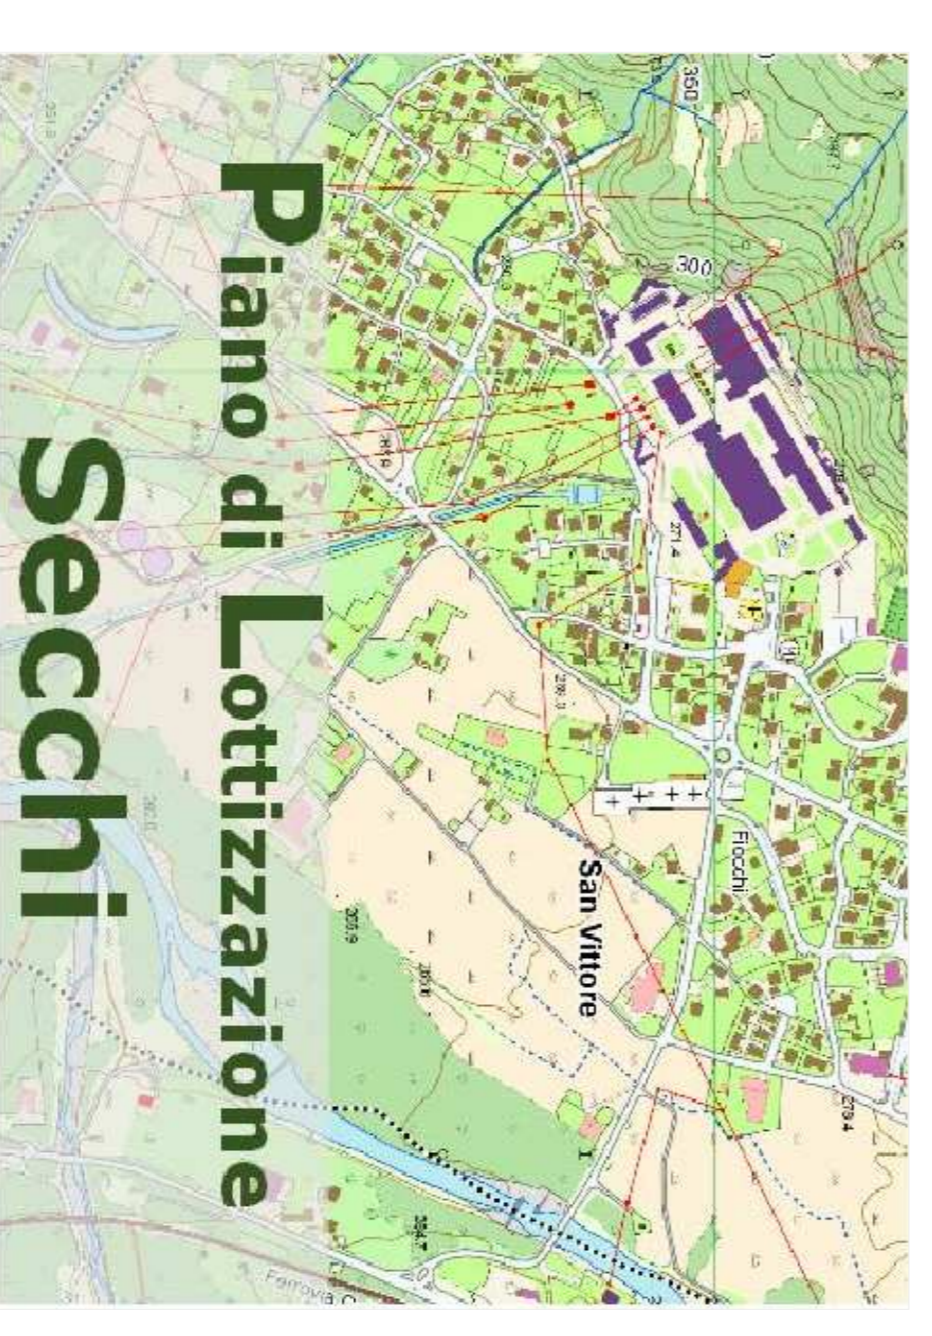 350
300
271.4
Fiocchi
San Vittore
279.4
Piano di Lottizzazione
Secchi
Ferrovia